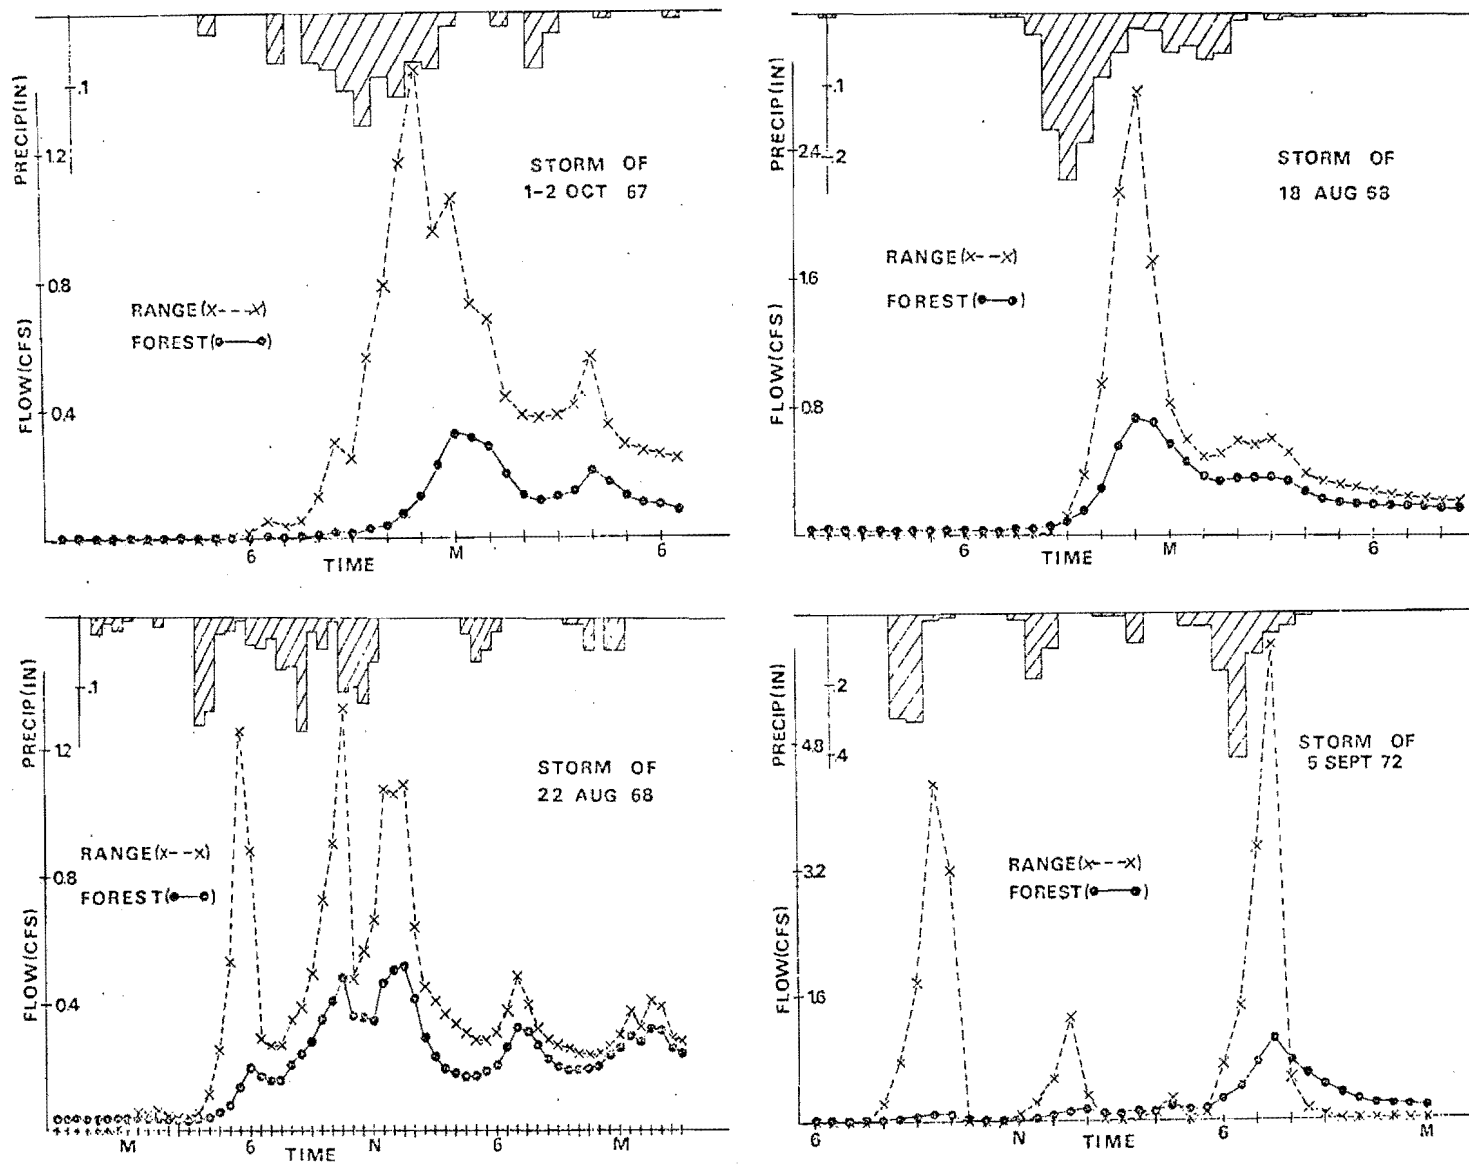 PRECIP(IN)
.1
1.2
STORM OF
1-2 OCT 67
0.8
RANGE(x---x)
FOREST( )
FLOW(CFS)
0.4
6
M
6
TIME
PRECIP(IN)
.1
2.4
.2
STORM OF
18 AUG 68
RANGE(x--x)
1.6
FOREST( )
FLOW(CFS)
0.8
6
M
6
TIME
PRECIP(IN)
.1
1.2
STORM OF
22 AUG 68
RANGE(x--x)
0.8
FOREST( )
FLOW(CFS)
0.4
M
6
N
6
M
TIME
PRECIP(IN)
.2
4.8
.4
STORM OF
5 SEPT 72
RANGE(x---x)
3.2
FOREST( )
FLOW(CFS)
1.6
6
N
TIME
6
M